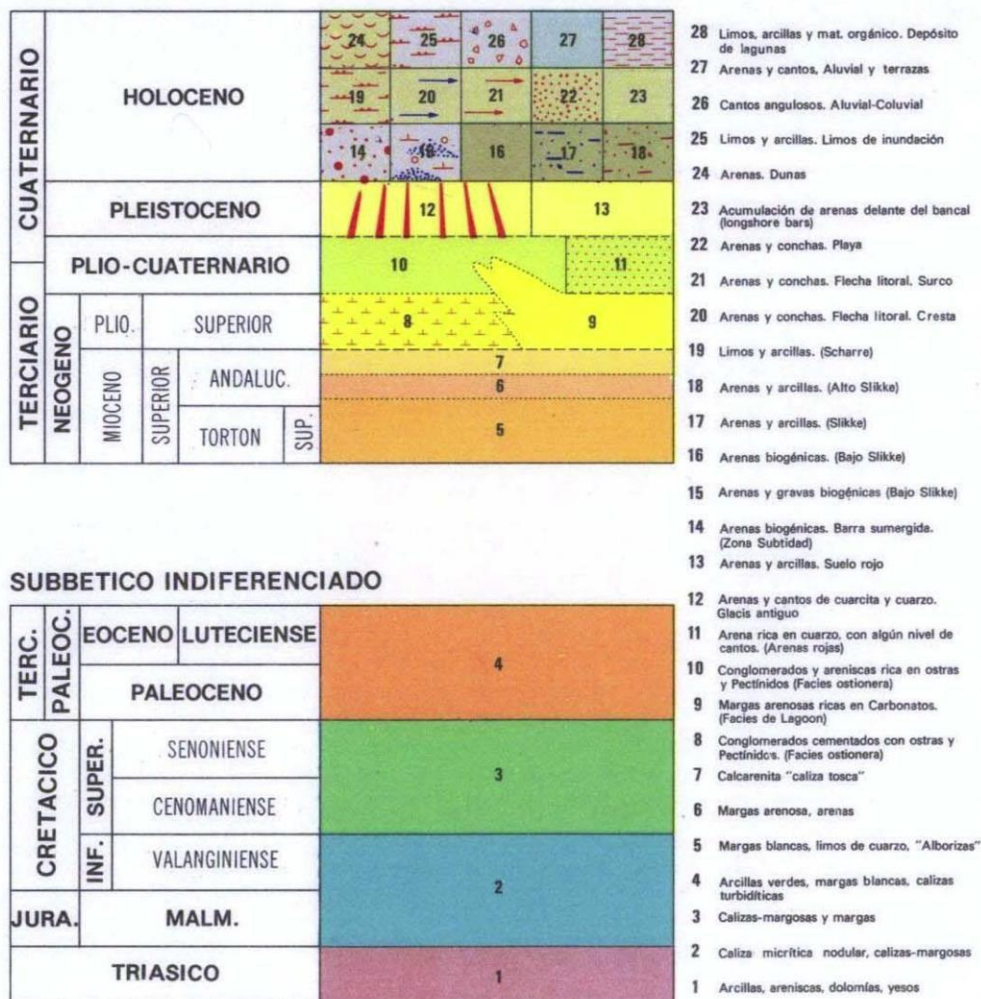 CUATERNARIO
HOLOCENO
24 25 26 27 28
19 20 21 22 23
14 15 16 17 18
PLEISTOCENO
12 13
PLIO-CUATERNARIO
10 11
TERCIARIO
NEOGENO
PLIO. SUPERIOR
8 9
MIOCENO
SUPERIOR
ANDALUC.
7
6
TORTON SUP.
5
SUBBETICO INDIFERENCIADO
TERC.
PALEOC.
EOCENO LUTECIENSE
PALEOCENO
4
CRETACICO
SUPER.
SENONIENSE
CENOMANIENSE
3
INF.
VALANGINIENSE
2
JURA. MALM.
TRIASICO
1
28 Limos, arcillas y mat. orgánico. Depósito
de lagunas
27 Arenas y cantos, Aluvial y terrazas
26 Cantos angulosos. Aluvial-Coluvial
25 Limos y arcillas. Limos de inundación
24 Arenas. Dunas
23 Acumulación de arenas delante del bancal
(longshore bars)
22 Arenas y conchas. Playa
21 Arenas y conchas. Flecha litoral. Surco
20 Arenas y conchas. Flecha litoral. Cresta
19 Limos y arcillas. (Scharre)
18 Arenas y arcillas. (Alto Slikke)
17 Arenas y arcillas. (Slikke)
16 Arenas biogénicas. (Bajo Slikke)
15 Arenas y gravas biogénicas (Bajo Slikke)
14 Arenas biogénicas. Barra sumergida.
(Zona Subtidad)
13 Arenas y arcillas. Suelo rojo
12 Arenas y cantos de cuarcita y cuarzo.
Glacis antiguo
11 Arena rica en cuarzo, con algún nivel de
cantos. (Arenas rojas)
10 Conglomerados y areniscas rica en ostras
y Pectínidos (Facies ostionera)
9 Margas arenosas ricas en Carbonatos.
(Facies de Lagoon)
8 Conglomerados cementados con ostras y
Pectínidos. (Facies ostionera)
7 Calcarenita "caliza tosca"
6 Margas arenosa, arenas
5 Margas blancas, limos de cuarzo, "Alborizas"
4 Arcillas verdes, margas blancas, calizas
turbidíticas
3 Calizas-margosas y margas
2 Caliza micrítica nodular, calizas-margosas
1 Arcillas, areniscas, dolomías, yesos